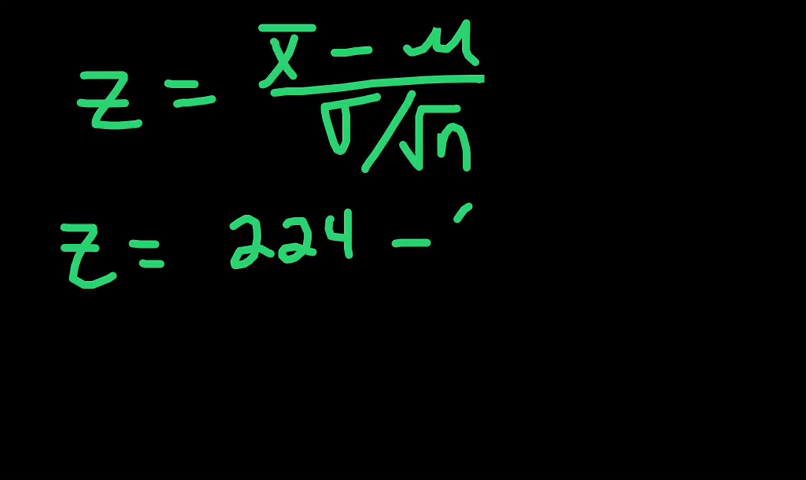 z = (x̄ - μ) / (σ/√n)
z = 224 -